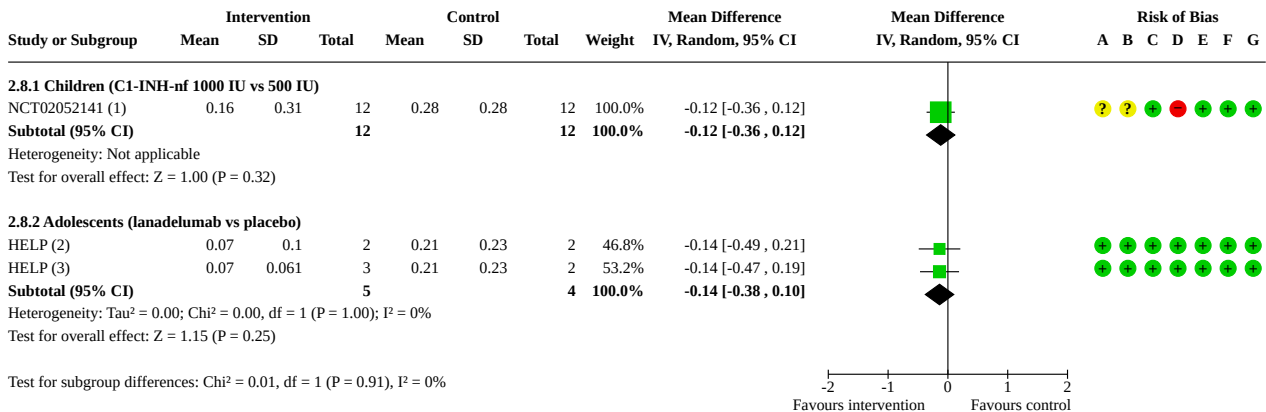 Intervention Control Mean Difference Mean Difference Risk of Bias
Study or Subgroup Mean SD Total Mean SD Total Weight IV, Random, 95% CI IV, Random, 95% CI A B C D E F G
2.8.1 Children (C1-INH-nf 1000 IU vs 500 IU)
NCT02052141 (1) 0.16 0.31 12 0.28 0.28 12 100.0% -0.12 [-0.36 , 0.12] ? ? + − + + +
Subtotal (95% CI) 12 12 100.0% -0.12 [-0.36 , 0.12]
Heterogeneity: Not applicable
Test for overall effect: Z = 1.00 (P = 0.32)
2.8.2 Adolescents (lanadelumab vs placebo)
HELP (2) 0.07 0.1 2 0.21 0.23 2 46.8% -0.14 [-0.49 , 0.21] + + + + + + +
HELP (3) 0.07 0.061 3 0.21 0.23 2 53.2% -0.14 [-0.47 , 0.19] + + + + + + +
Subtotal (95% CI) 5 4 100.0% -0.14 [-0.38 , 0.10]
Heterogeneity: Tau² = 0.00; Chi² = 0.00, df = 1 (P = 1.00); I² = 0%
Test for overall effect: Z = 1.15 (P = 0.25)
Test for subgroup differences: Chi² = 0.01, df = 1 (P = 0.91), I² = 0%
-2 -1 0 1 2
Favours intervention Favours control